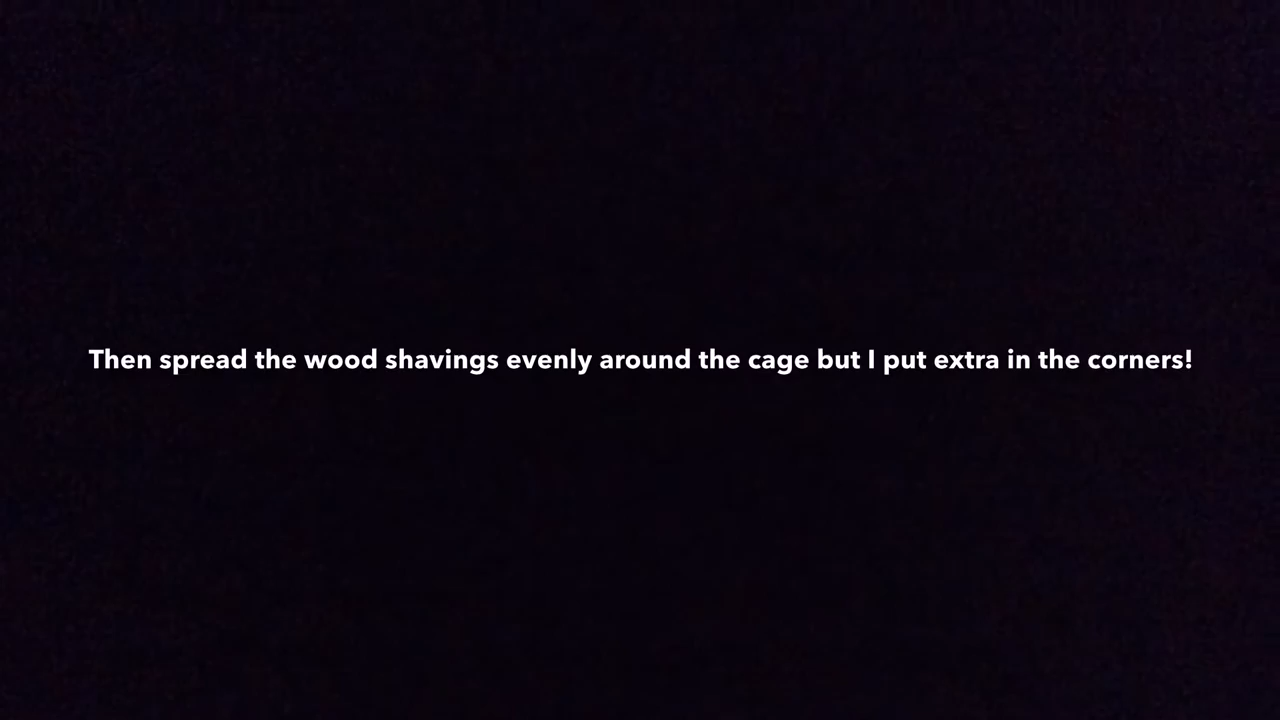 Then spread the wood shavings evenly around the cage but I put extra in the corners!